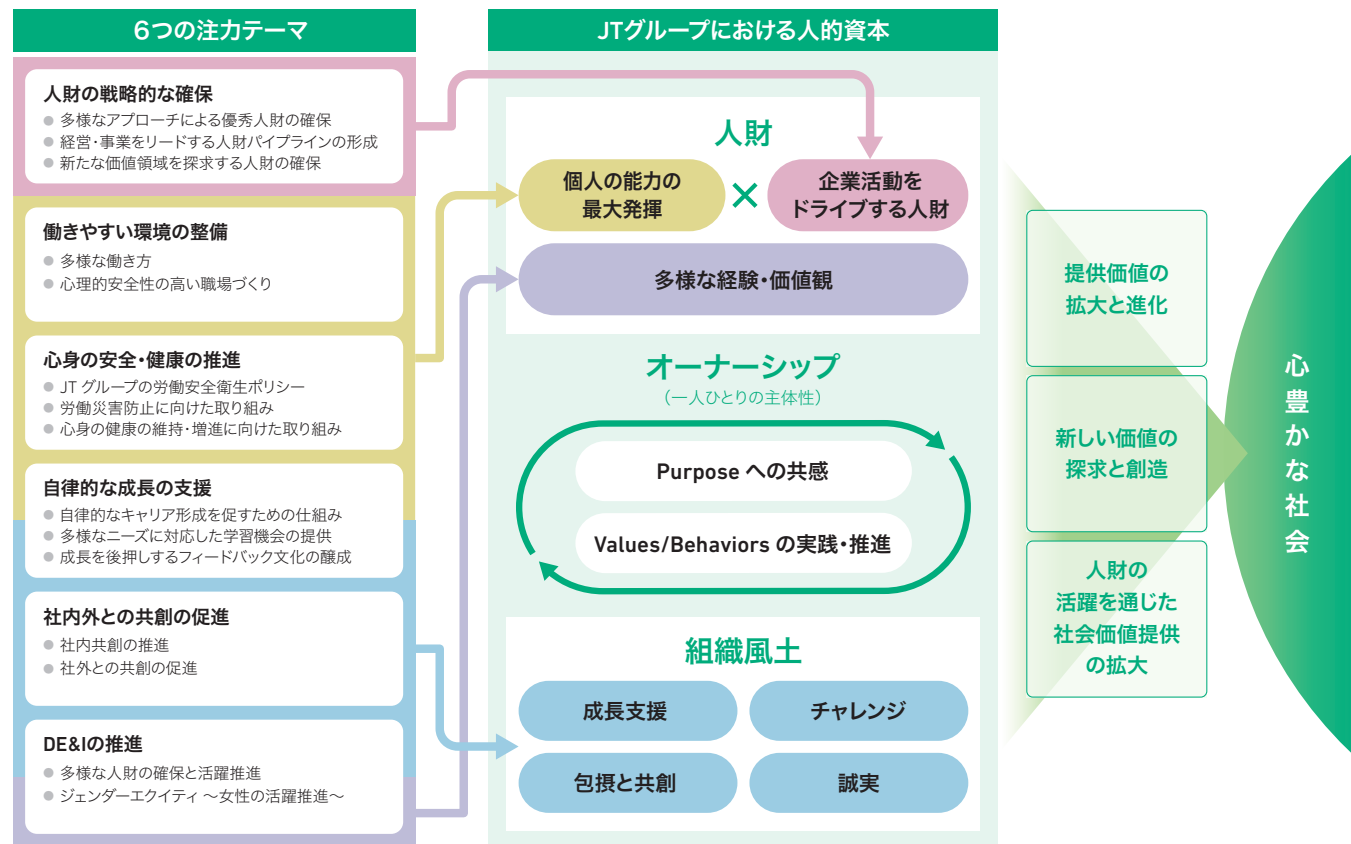 6つの注力テーマ
人財の戦略的な確保
● 多様なアプローチによる優秀人財の確保
● 経営・事業をリードする人財パイプラインの形成
● 新たな価値領域を探求する人財の確保
働きやすい環境の整備
● 多様な働き方
● 心理的安全性の高い職場づくり
心身の安全・健康の推進
● JT グループの労働安全衛生ポリシー
● 労働災害防止に向けた取り組み
● 心身の健康の維持・増進に向けた取り組み
自律的な成長の支援
● 自律的なキャリア形成を促すための仕組み
● 多様なニーズに対応した学習機会の提供
● 成長を後押しするフィードバック文化の醸成
社内外との共創の促進
● 社内共創の推進
● 社外との共創の促進
DE&Iの推進
● 多様な人財の確保と活躍推進
● ジェンダーエクイティ ～女性の活躍推進～
JTグループにおける人的資本
人財
個人の能力の
最大発揮
×
企業活動を
ドライブする人財
多様な経験・価値観
オーナーシップ
（一人ひとりの主体性）
Purpose への共感
Values/Behaviors の実践・推進
組織風土
成長支援
チャレンジ
包摂と共創
誠実
提供価値の
拡大と進化
新しい価値の
探求と創造
人財の
活躍を通じた
社会価値提供
の拡大
心豊かな社会